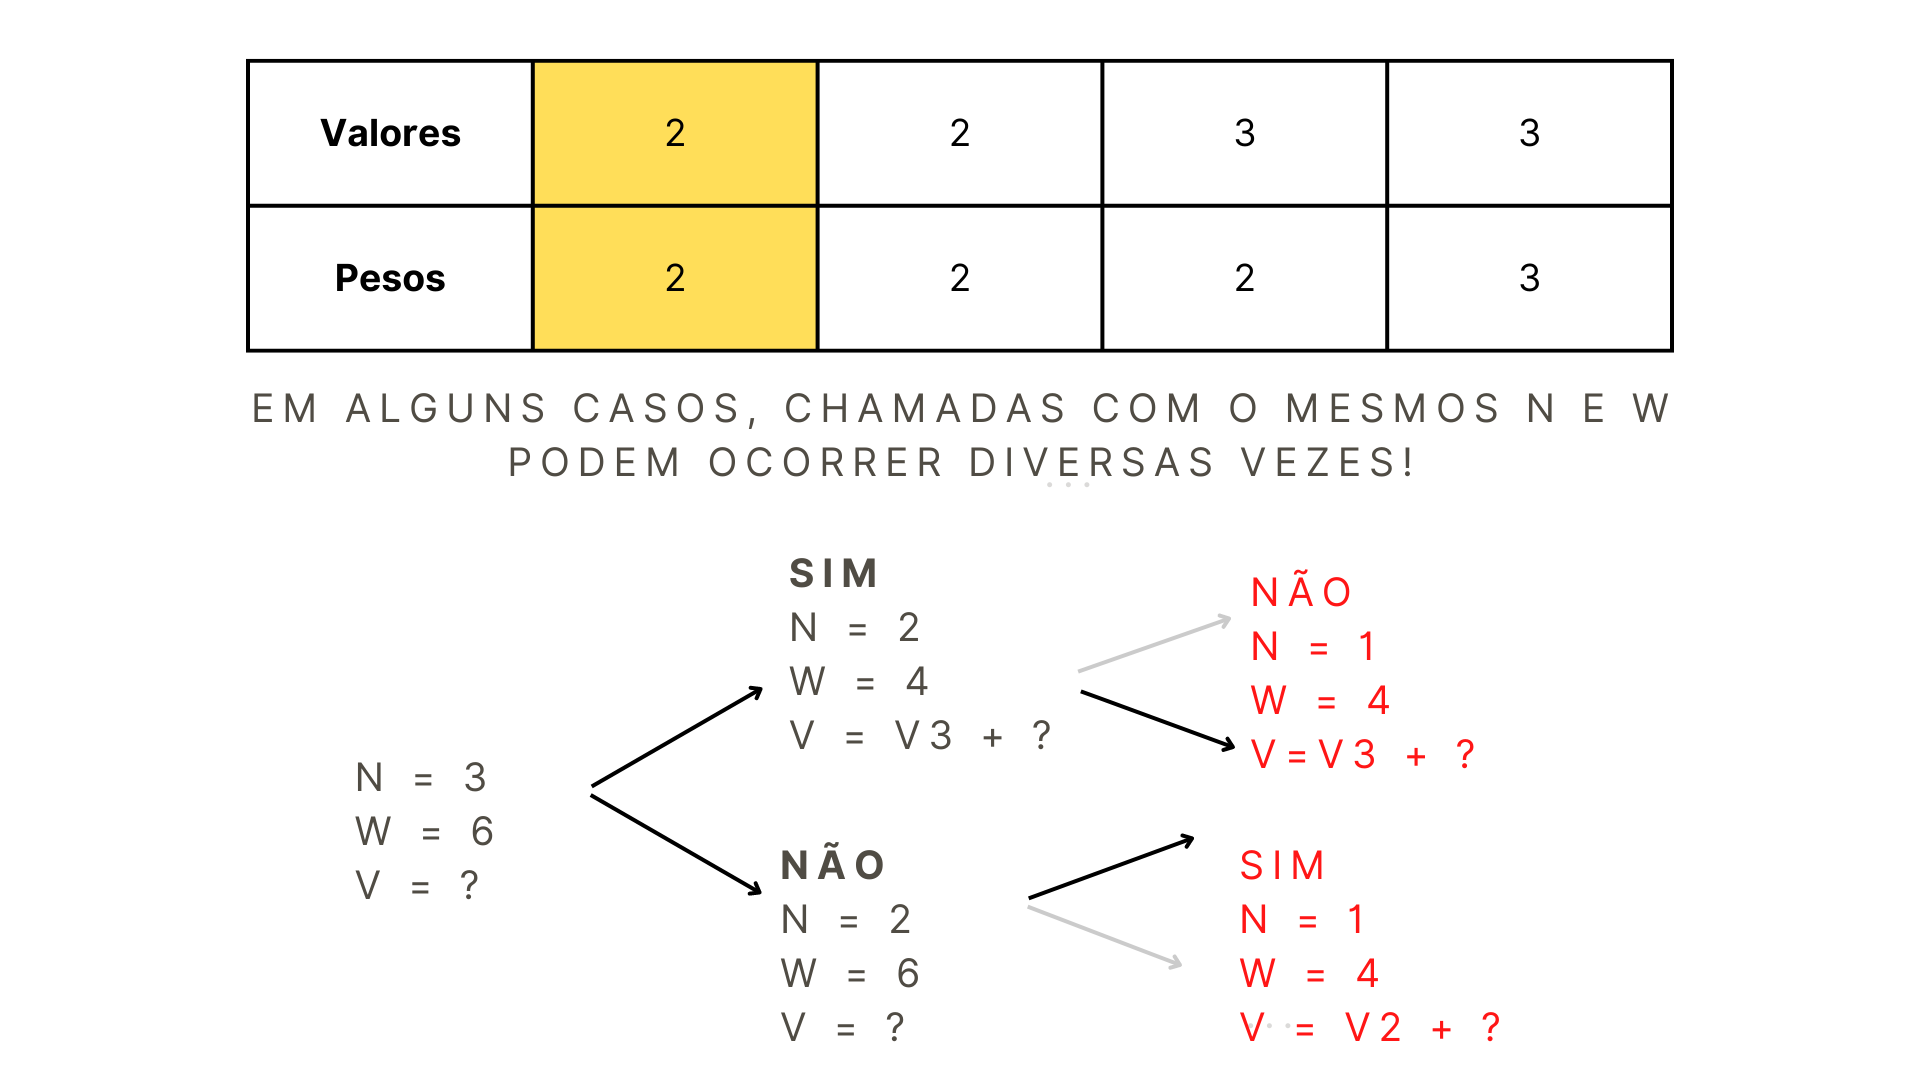 Valores 2 2 3 3
Pesos 2 2 2 3
EM ALGUNS CASOS, CHAMADAS COM O MESMOS N E W
PODEM OCORRER DIVERSAS VEZES!
...
N = 3
W = 6
V = ?
SIM
N = 2
W = 4
V = V3 + ?
NÃO
N = 2
W = 6
V = ?
NÃO
N = 1
W = 4
V=V3 + ?
SIM
N = 1
W = 4
V = V2 + ?